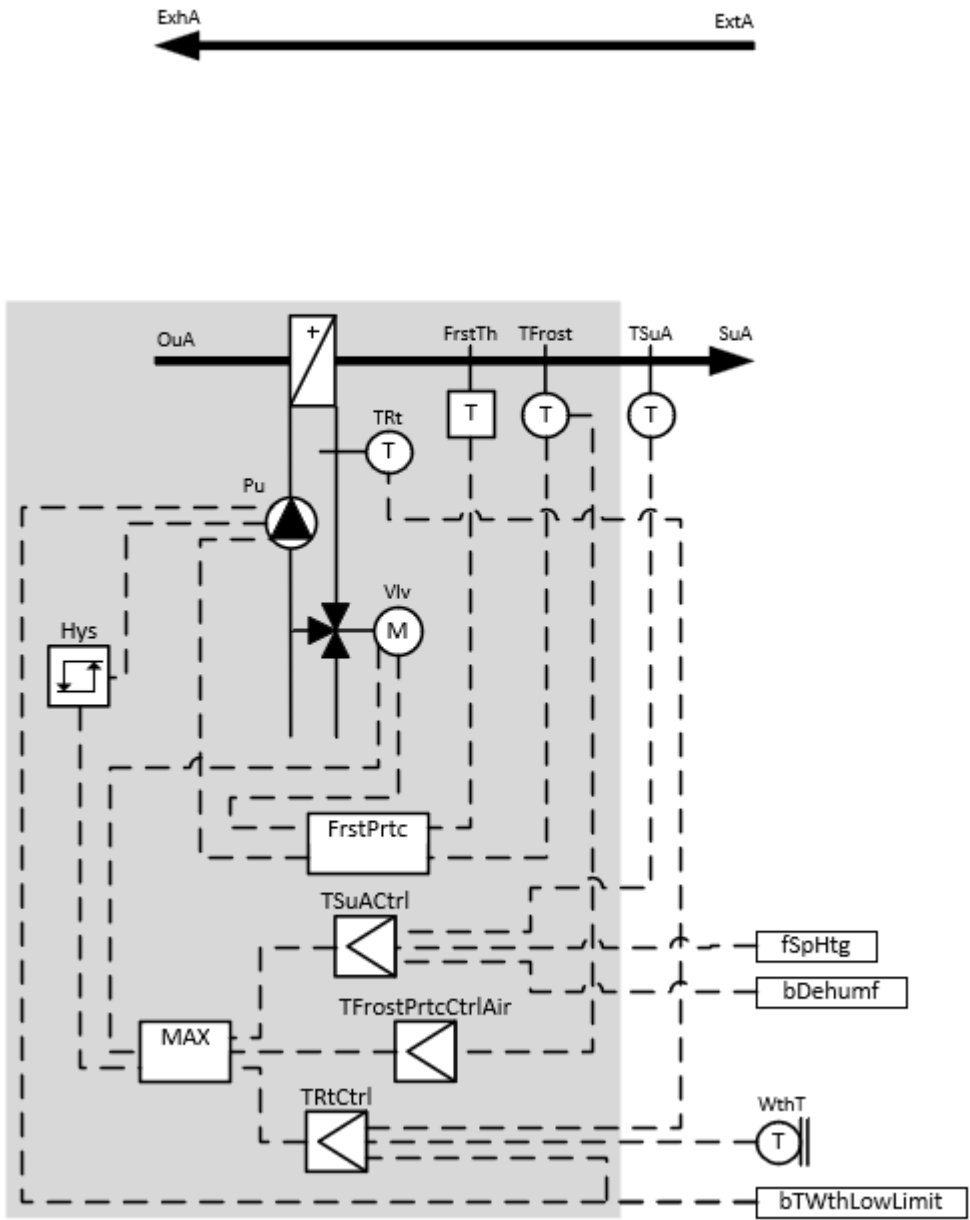 ExhA
ExtA
+
OuA
FrstTh
TFrost
TSuA
SuA
T
T
T
TRt
T
Pu
Vlv
M
Hys
FrstPrtc
TSuACtrl
fSpHtg
bDehumf
TFrostPrtcCtrlAir
MAX
TRtCtrl
WthT
T
bTWthLowLimit